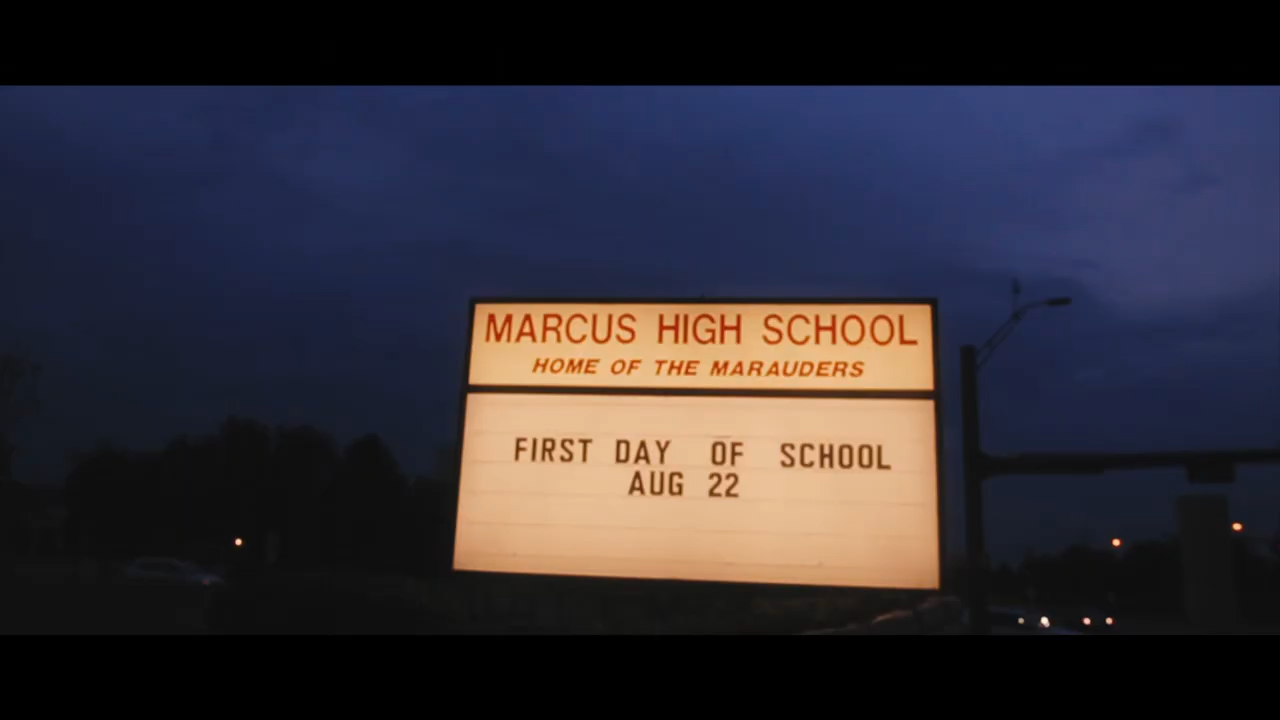 MARCUS HIGH SCHOOL
HOME OF THE MARAUDERS
FIRST DAY OF SCHOOL
AUG 22